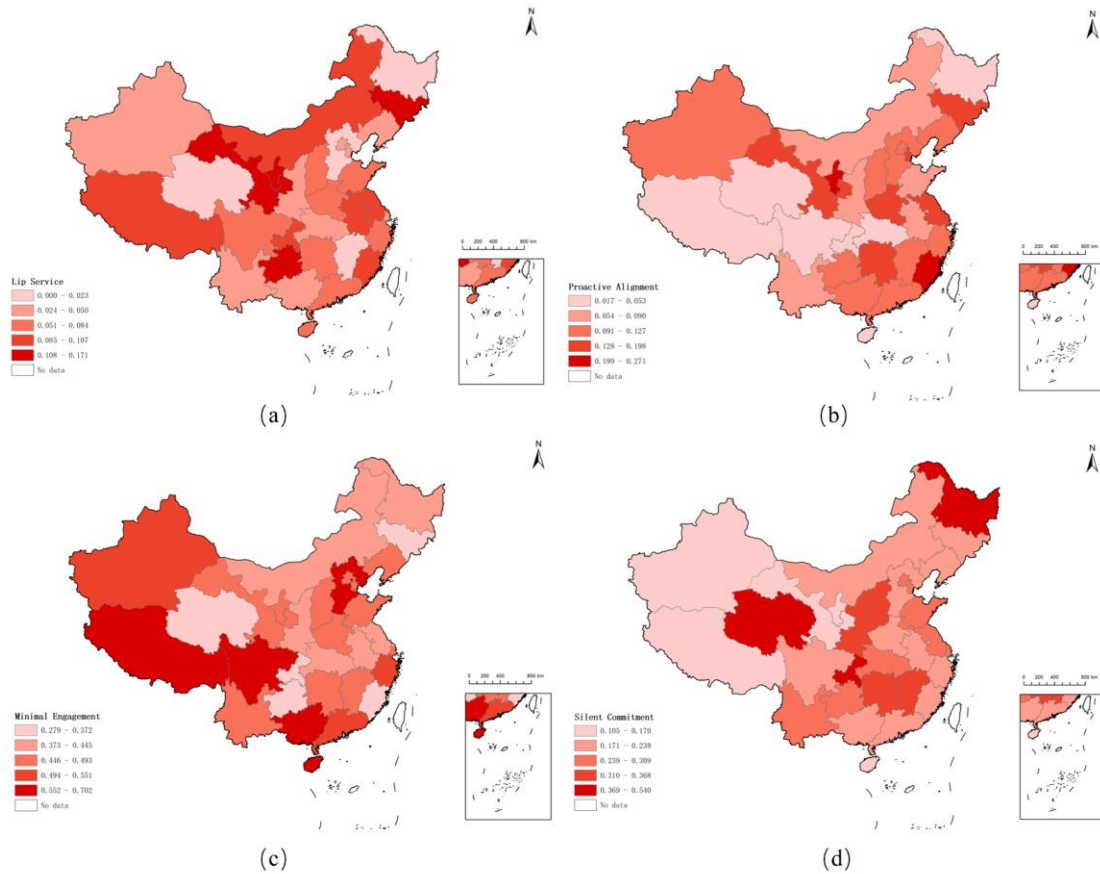 N
0 200 400 800 km
Lip Service
0.000 - 0.023
0.024 - 0.050
0.051 - 0.084
0.085 - 0.107
0.108 - 0.171
No data
(a)
N
0 200 400 800 km
Proactive Alignment
0.017 - 0.053
0.054 - 0.090
0.091 - 0.127
0.128 - 0.198
0.199 - 0.271
No data
(b)
N
0 200 400 800 km
Minimal Engagement
0.279 - 0.372
0.373 - 0.445
0.446 - 0.493
0.494 - 0.551
0.552 - 0.702
No data
(c)
N
0 200 400 800 km
Silent Commitment
0.105 - 0.170
0.171 - 0.238
0.239 - 0.309
0.310 - 0.368
0.369 - 0.540
No data
(d)